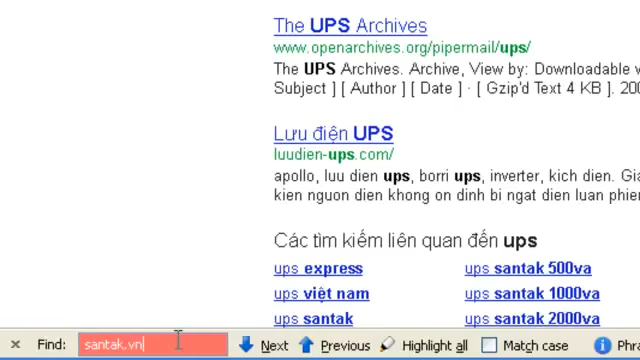 The UPS Archives
www.openarchives.org/pipermail/ups/
The UPS Archives. Archive, View by: Downloadable
Subject ] [ Author ] [ Date ] · [ Gzip'd Text 4 KB ].
Lưu điện UPS
luudien-ups.com/
apollo, luu dien ups, borri ups, inverter, kich dien.
kien nguon dien khong on dinh bi ngat dien luan
Các tìm kiếm liên quan đến ups
ups express ups santak 500va
ups việt nam ups santak 1000va
ups santak ups santak 2000va
Find: santak.vn Next Previous Highlight all Match case